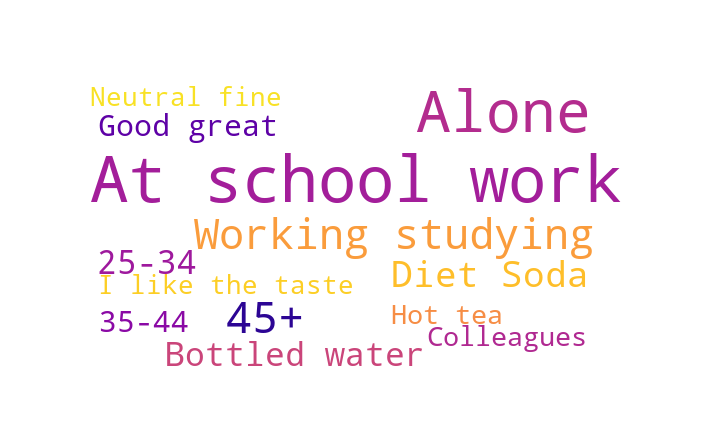 Neutral fine
Good great
Alone
At school work
Working studying
25-34
I like the taste
Diet Soda
35-44
45+
Hot tea
Colleagues
Bottled water